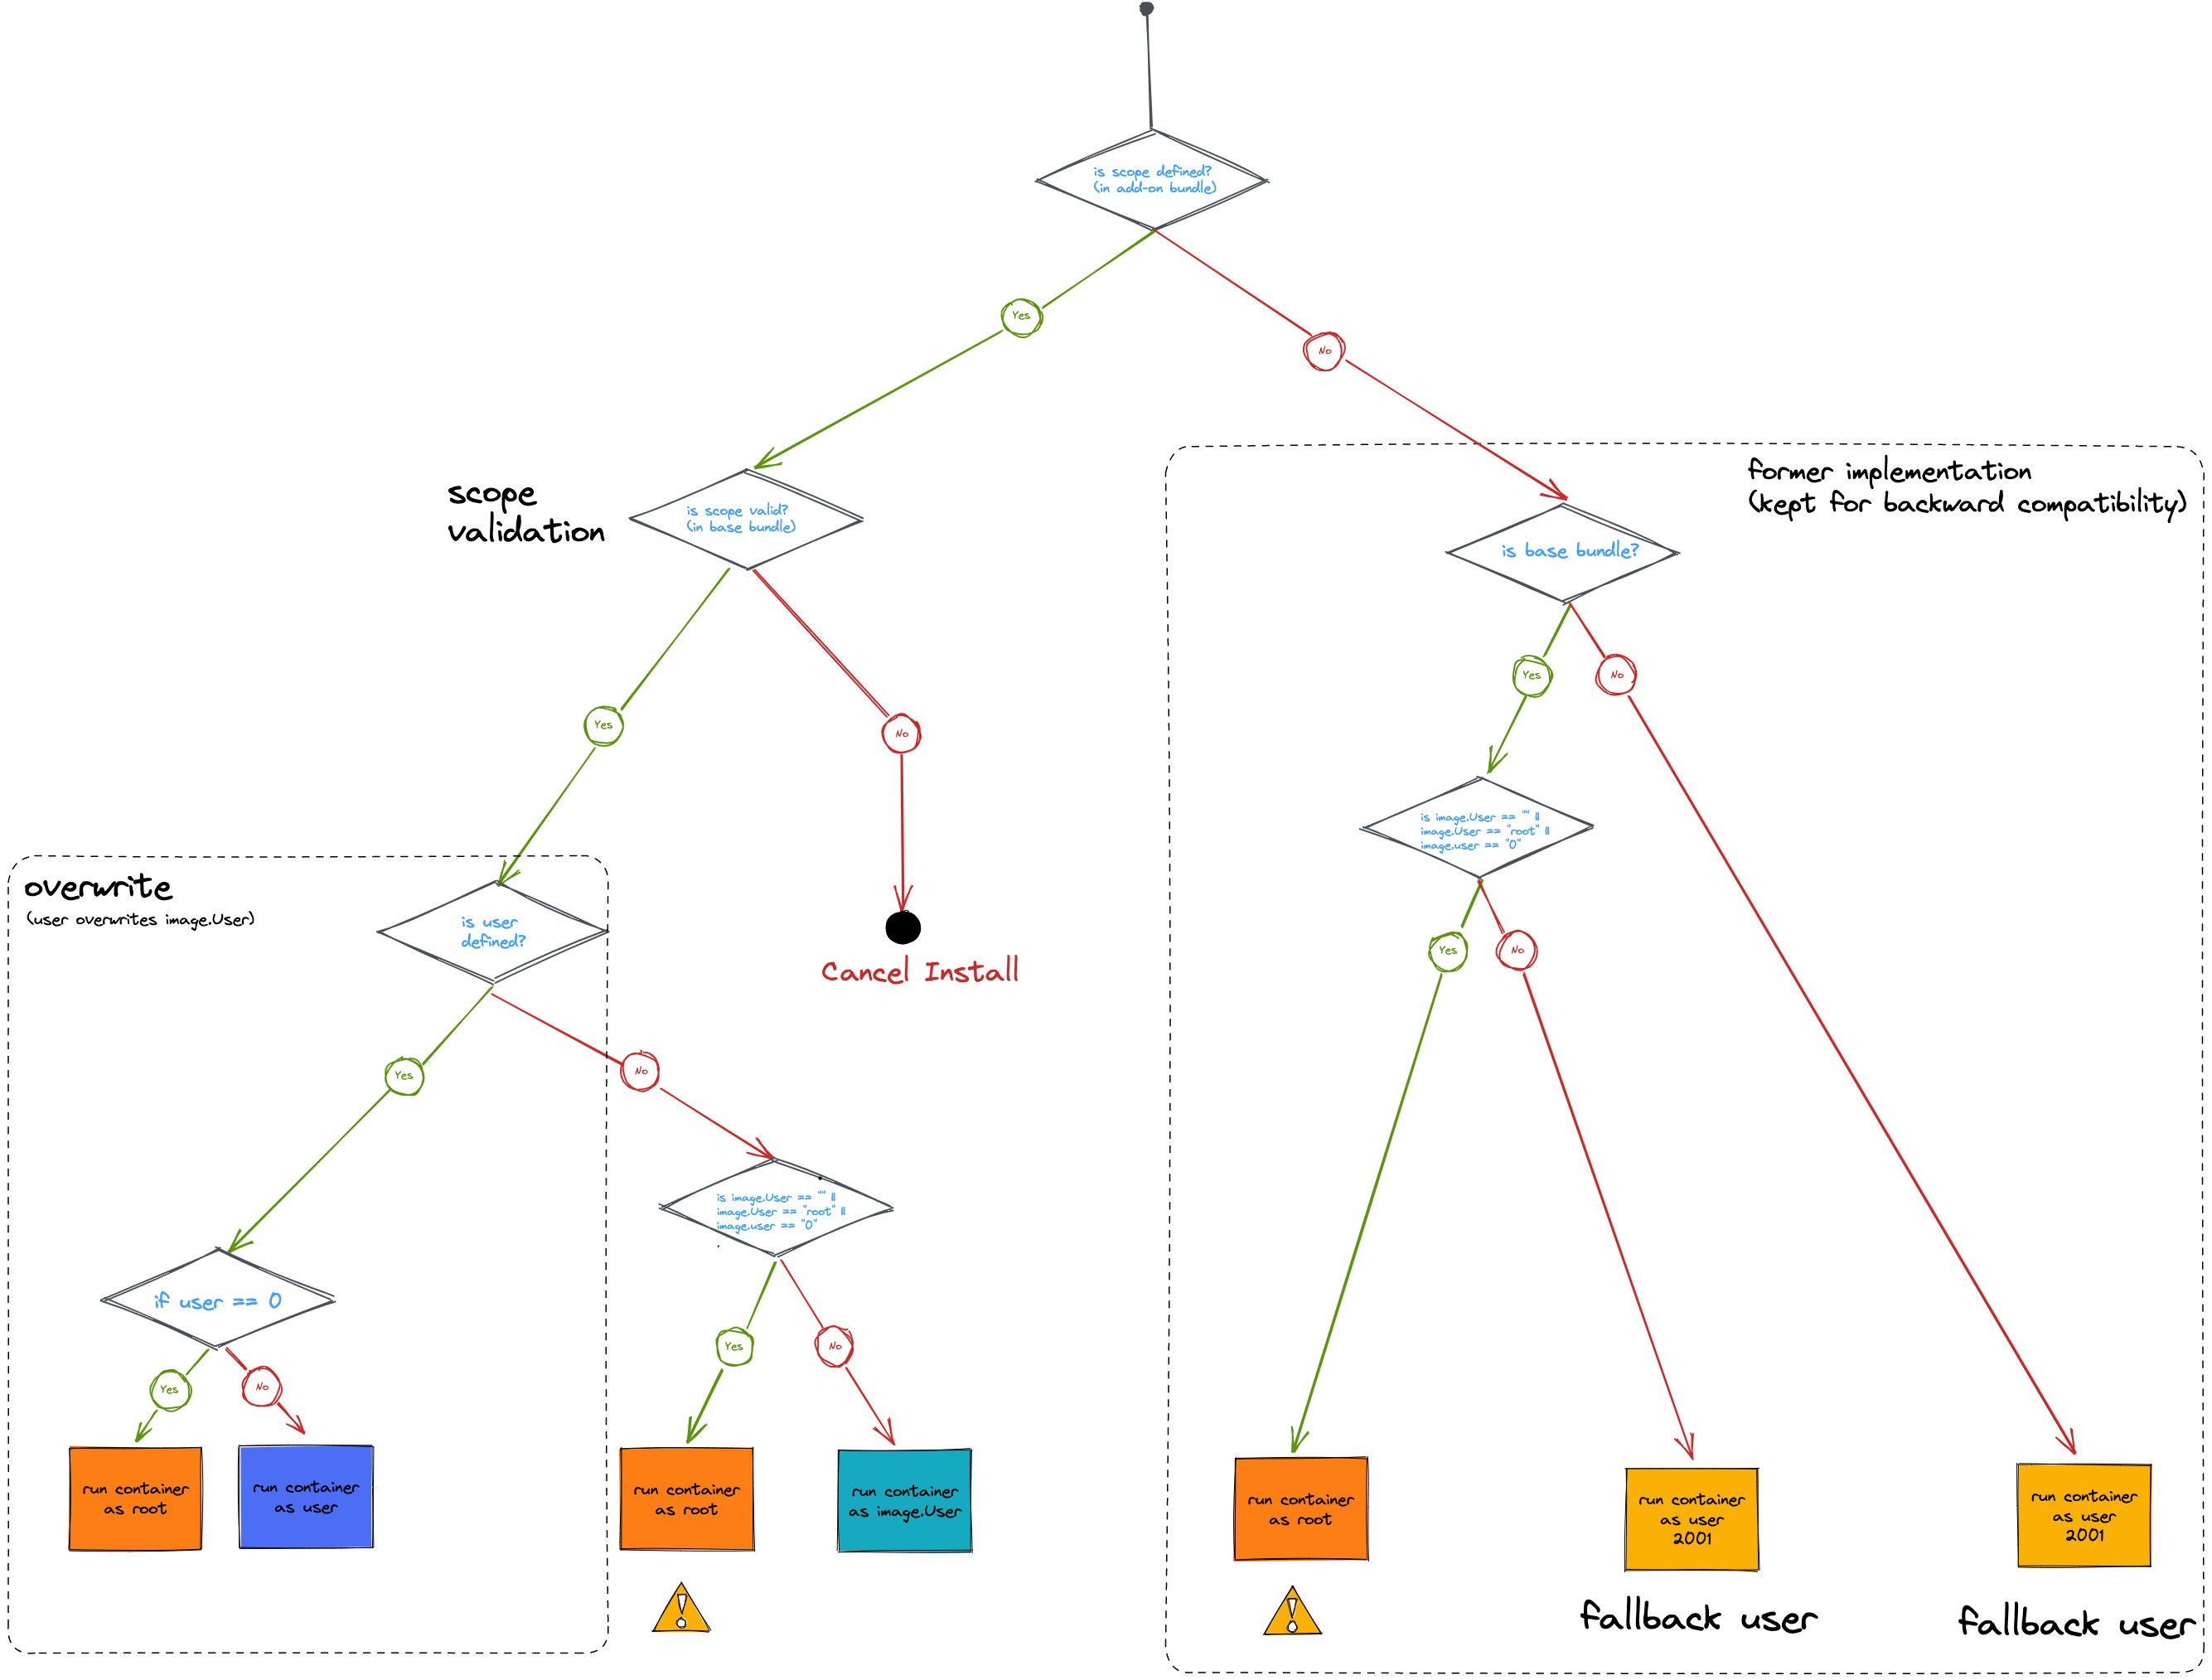 is scope defined?
(in add-on bundle)
Yes
No
scope
validation
is scope valid?
(in base bundle)
former implementation
(kept for backward compatibility)
is base bundle?
Yes
No
Yes
No
is image.User == "" ||
image.User == "root" ||
image.user == "0"
overwrite
(user overwrites image.User)
is user
defined?
Cancel Install
Yes
No
Yes
No
is image.User == "" ||
image.User == "root" ||
image.user == "0"
if user == 0
Yes
No
Yes
No
run container
as root
run container
as user
run container
as root
run container
as image.User
run container
as root
run container
as user
2001
run container
as user
2001
fallback user
fallback user